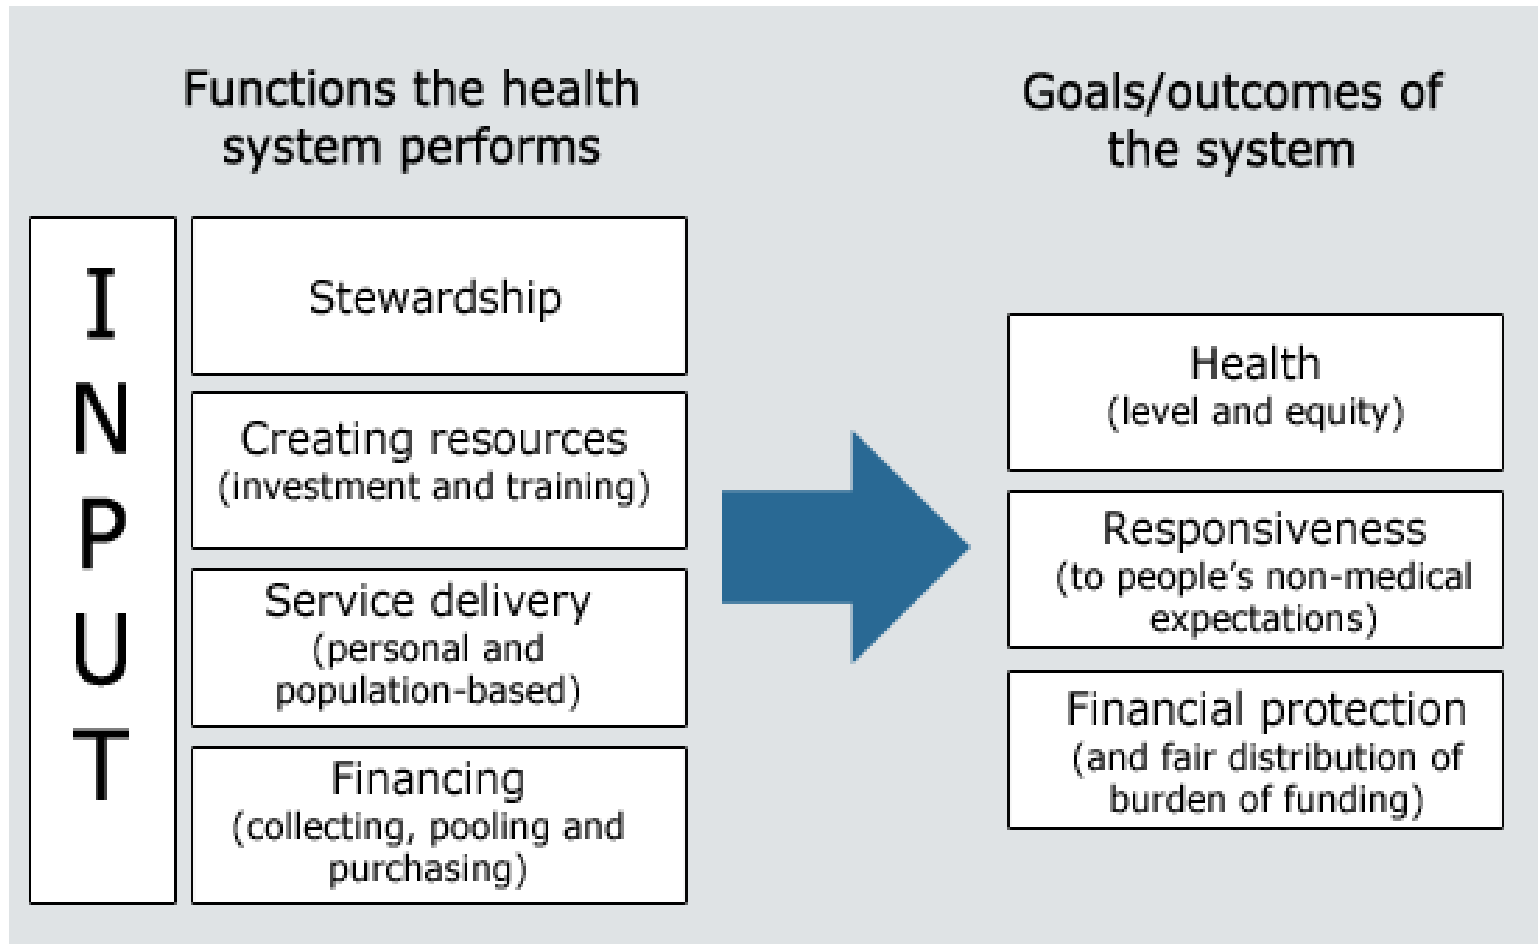 Functions the health
system performs
Goals/outcomes of
the system
INPUT
Stewardship
Creating resources
(investment and training)
Service delivery
(personal and
population-based)
Financing
(collecting, pooling and
purchasing)
Health
(level and equity)
Responsiveness
(to people's non-medical
expectations)
Financial protection
(and fair distribution of
burden of funding)